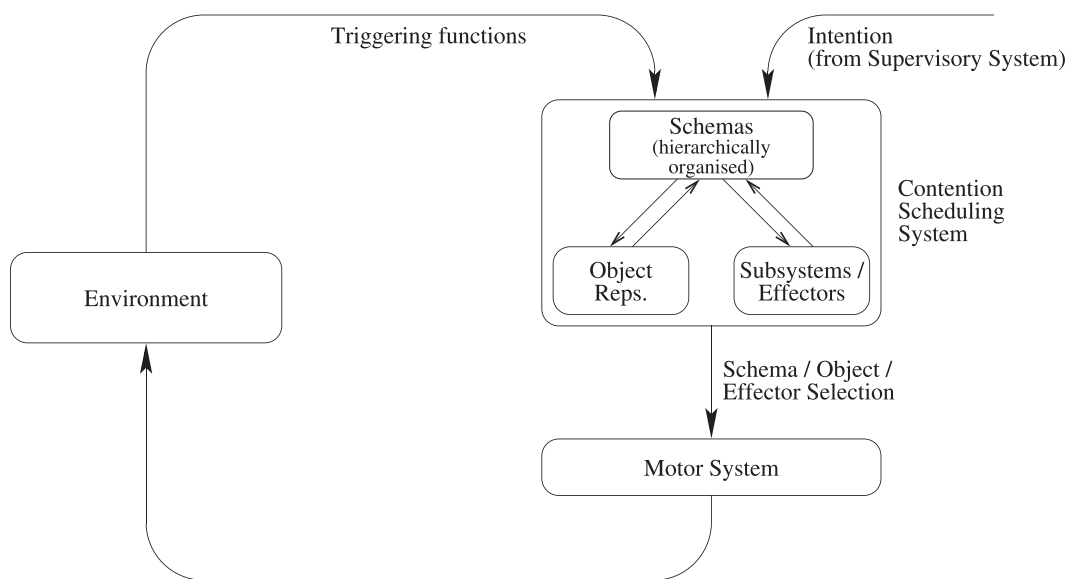 Triggering functions
Intention
(from Supervisory System)
Schemas
(hierarchically
organised)
Contention
Scheduling
System
Object
Reps.
Subsystems /
Effectors
Environment
Schema / Object /
Effector Selection
Motor System